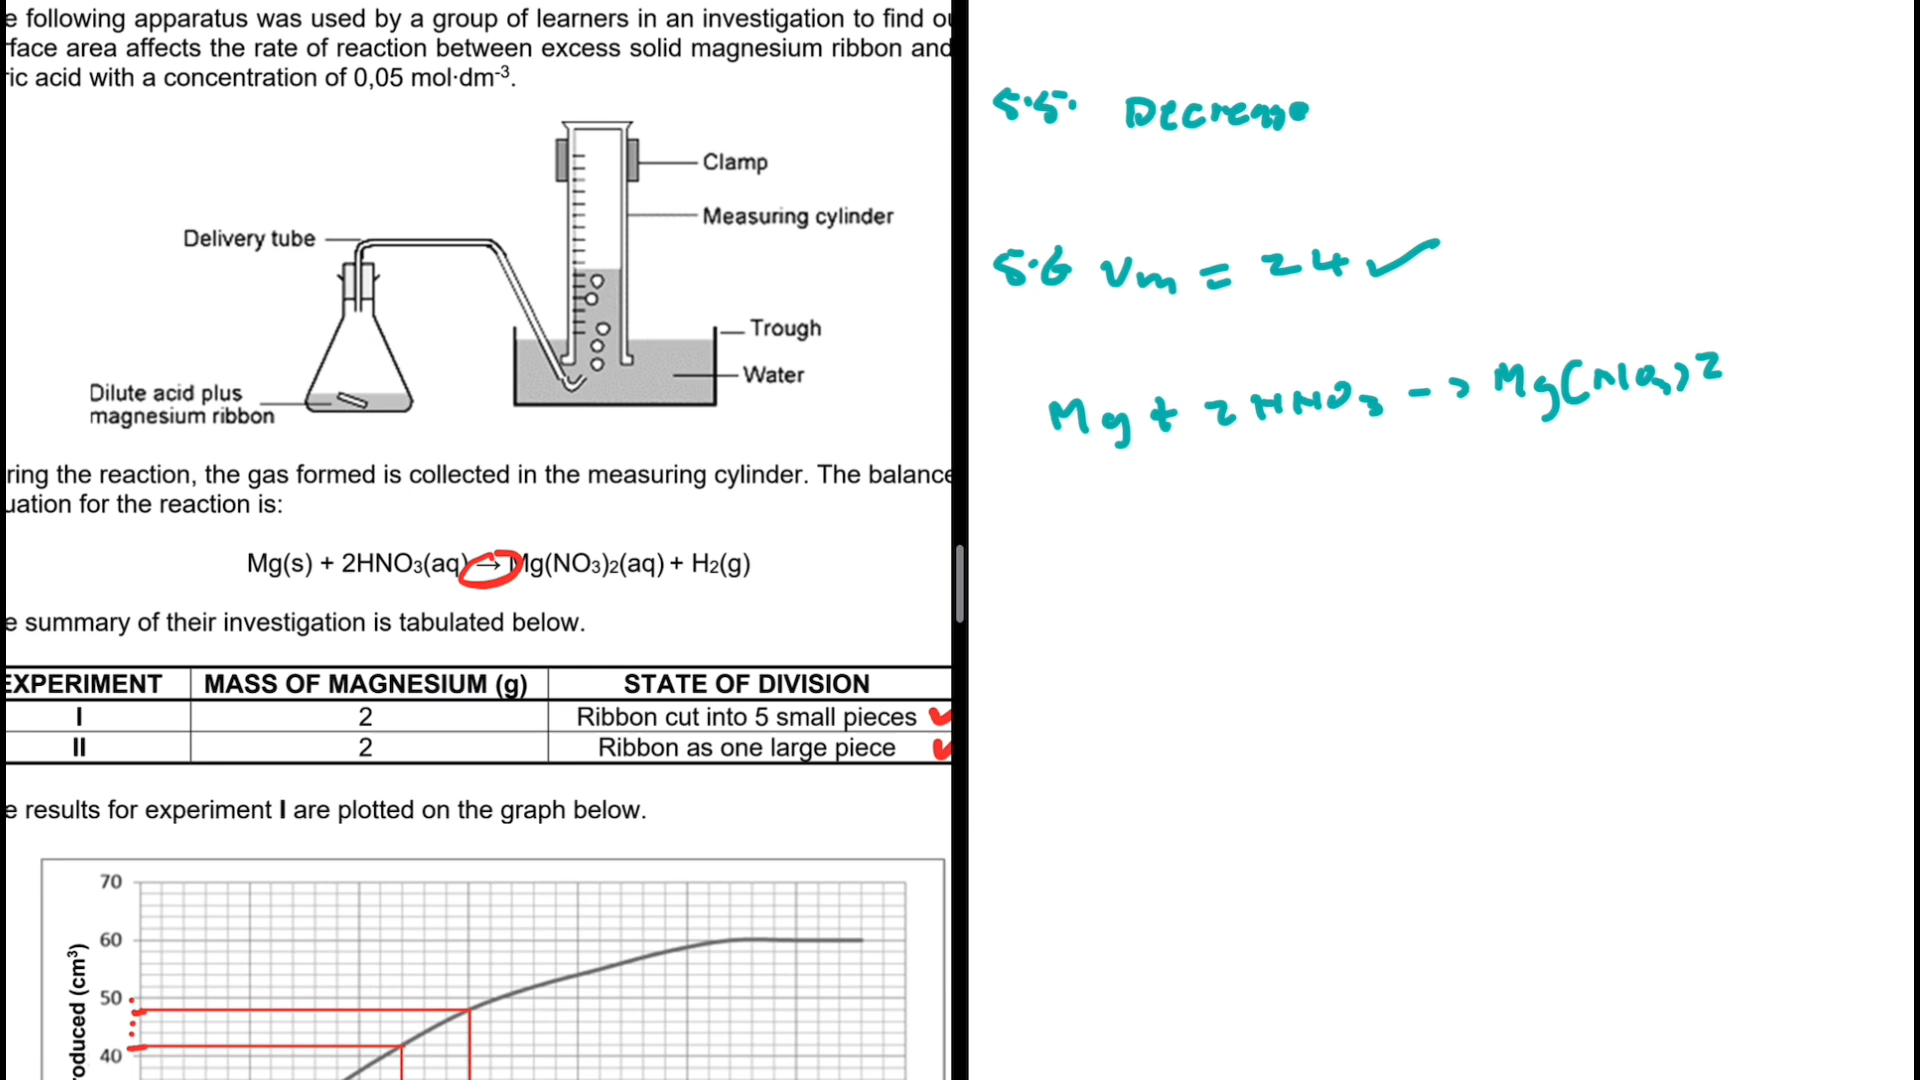 e following apparatus was used by a group of learners in an investigation to find o
face area affects the rate of reaction between excess solid magnesium ribbon and
ric acid with a concentration of 0,05 mol·dm⁻³.
Clamp
Measuring cylinder
Delivery tube
Trough
Water
Dilute acid plus
magnesium ribbon
ring the reaction, the gas formed is collected in the measuring cylinder. The balance
uation for the reaction is:
Mg(s) + 2HNO₃(aq) → Mg(NO₃)₂(aq) + H₂(g)
e summary of their investigation is tabulated below.
EXPERIMENT MASS OF MAGNESIUM (g) STATE OF DIVISION
I 2 Ribbon cut into 5 small pieces
II 2 Ribbon as one large piece
e results for experiment I are plotted on the graph below.
70
60
50
40
roduced (cm³)
5.5. Decrease
5.6 Vm = 24 ✓
Mg + 2HNO₃ -> Mg(NO₃)2